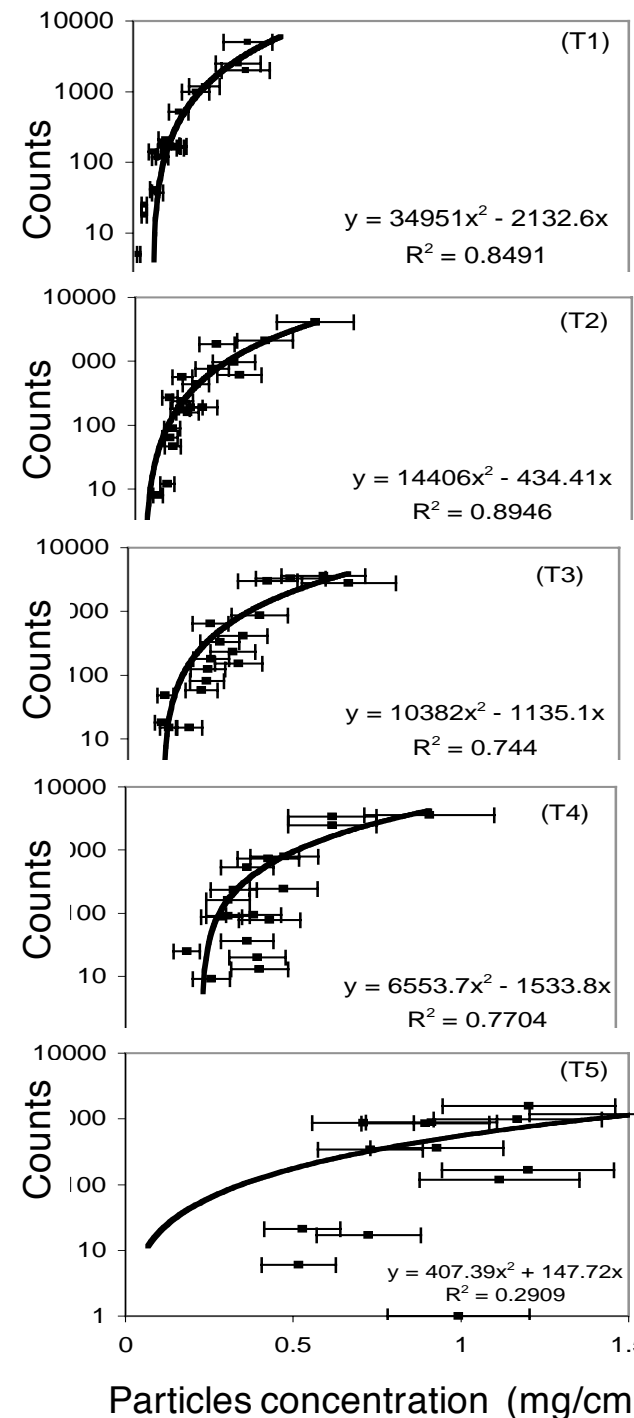 10000
(T1)
1000
Counts
100
10
y = 34951x² - 2132.6x
R² = 0.8491
10000
(T2)
000
Counts
100
10
y = 14406x² - 434.41x
R² = 0.8946
10000
(T3)
000
Counts
100
10
y = 10382x² - 1135.1x
R² = 0.744
10000
(T4)
000
Counts
100
10
y = 6553.7x² - 1533.8x
R² = 0.7704
10000
(T5)
000
Counts
100
10
y = 407.39x² + 147.72x
R² = 0.2909
1
0 0.5 1 1.5
Particles concentration (mg/cm